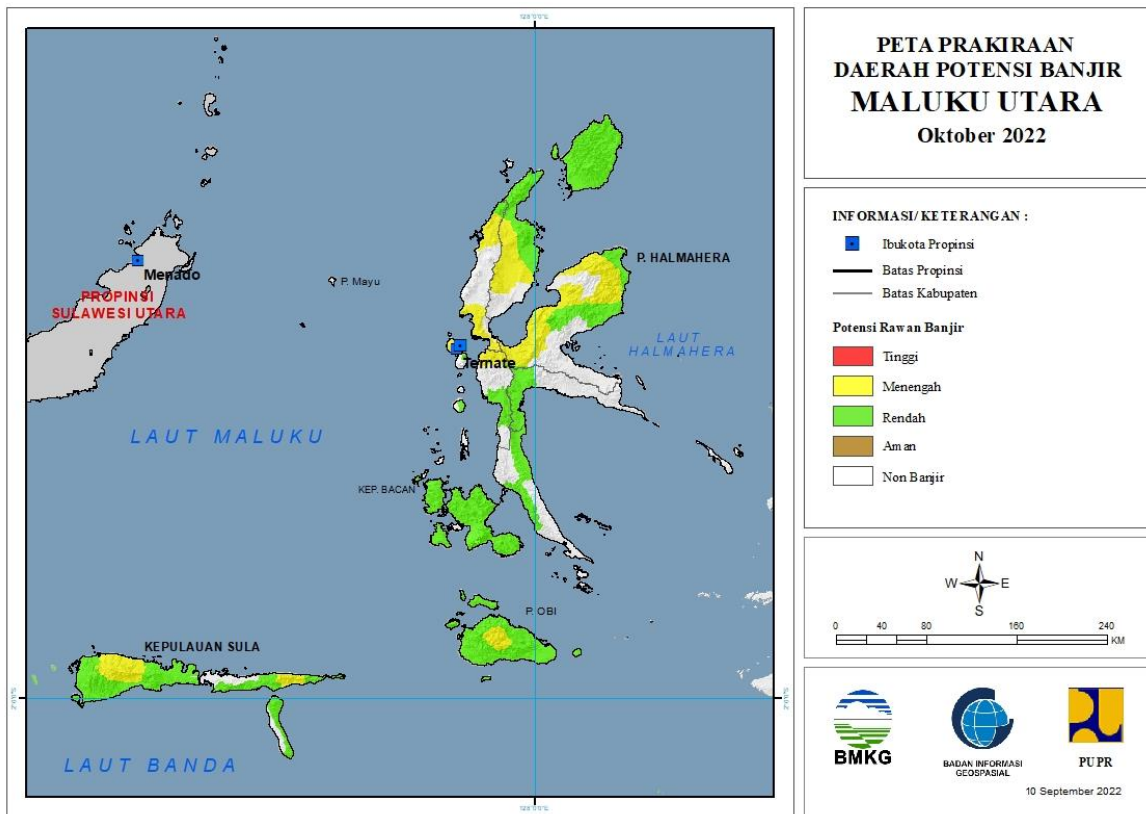 PETA PRAKIRAAN
DAERAH POTENSI BANJIR
MALUKU UTARA
Oktober 2022
INFORMASI/ KETERANGAN :
Ibukota Propinsi
Batas Propinsi
Batas Kabupaten
Potensi Rawan Banjir
Tinggi
Menengah
Rendah
Aman
Non Banjir
N
W E
S
0 40 80 160 240
KM
BMKG
BADAN INFORMASI
GEOSPASIAL
PUPR
10 September 2022
P. HALMAHERA
Menado
P. Mayu
PROPINSI
SULAWESI UTARA
LAUT
HALMAHERA
Ternate
LAUT MALUKU
KEP. BACAN
P. OBI
KEPULAUAN SULA
LAUT BANDA